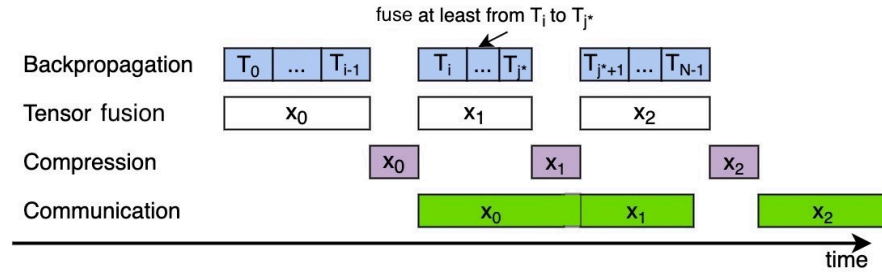 fuse at least from T_i to T_j*
Backpropagation T_0 ... T_i-1 T_i ... T_j* T_j*+1 ... T_N-1
Tensor fusion x_0 x_1 x_2
Compression x_0 x_1 x_2
Communication x_0 x_1 x_2
time